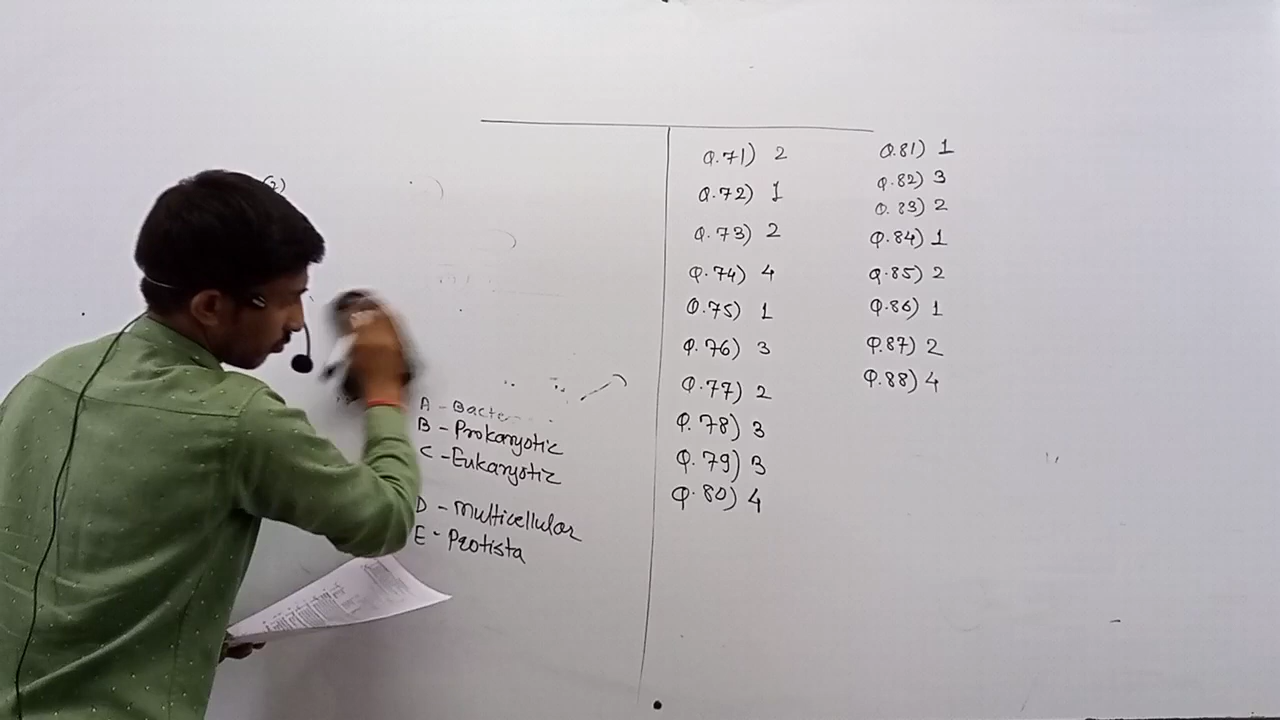 (2)
A - Bacte
B - Prokaryotic
C - Eukaryotic
D - Multicellular
E - Protista
Q.71) 2
Q.72) 1
Q.73) 2
Q.74) 4
Q.75) 1
Q.76) 3
Q.77) 2
Q.78) 3
Q.79) 3
Q.80) 4
Q.81) 1
Q.82) 3
Q.83) 2
Q.84) 1
Q.85) 2
Q.86) 1
Q.87) 2
Q.88) 4